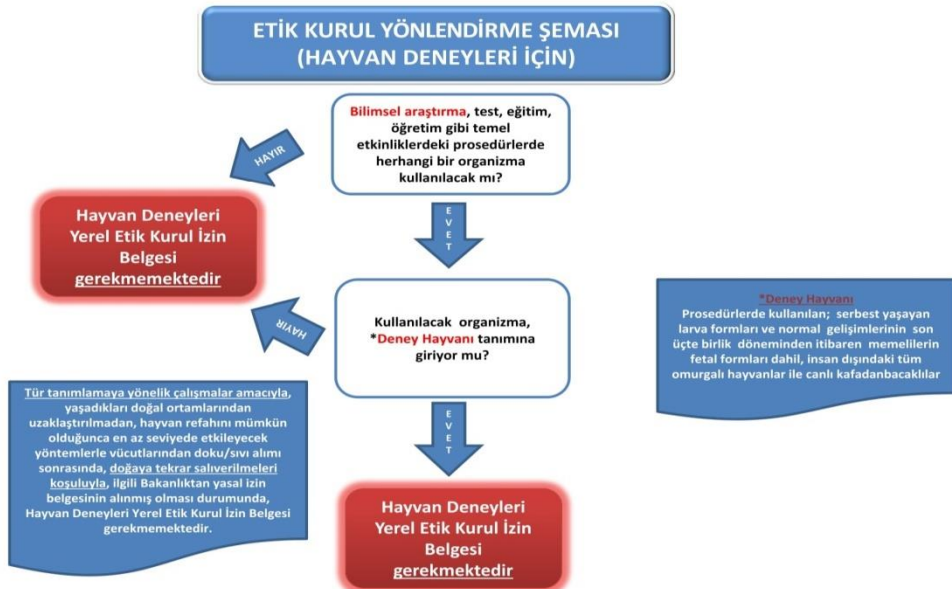 ETİK KURUL YÖNLENDİRME ŞEMASI
(HAYVAN DENEYLERİ İÇİN)
Bilimsel araştırma, test, eğitim,
öğretim gibi temel
etkinliklerdeki prosedürlerde
herhangi bir organizma
kullanılacak mı?
HAYIR
EVET
Hayvan Deneyleri
Yerel Etik Kurul İzin
Belgesi
gerekmemektedir
Kullanılacak organizma,
*Deney Hayvanı tanımına
giriyor mu?
HAYIR
EVET
*Deney Hayvanı
Prosedürlerde kullanılan; serbest yaşayan
larva formları ve normal gelişimlerinin son
üçte birlik döneminden itibaren memelilerin
fetal formları dahil, insan dışındaki tüm
omurgalı hayvanlar ile canlı kafadanbacaklılar
Tür tanımlamaya yönelik çalışmalar amacıyla,
yaşadıkları doğal ortamlarından
uzaklaştırılmadan, hayvan refahını mümkün
olduğunca en az seviyede etkileyecek
yöntemlerle vücutlarından doku/sıvı alımı
sonrasında, doğaya tekrar salıverilmeleri
koşuluyla, ilgili Bakanlıktan yasal izin
belgesinin alınmış olması durumunda,
Hayvan Deneyleri Yerel Etik Kurul İzin Belgesi
gerekmemektedir.
Hayvan Deneyleri
Yerel Etik Kurul İzin
Belgesi
gerekmektedir